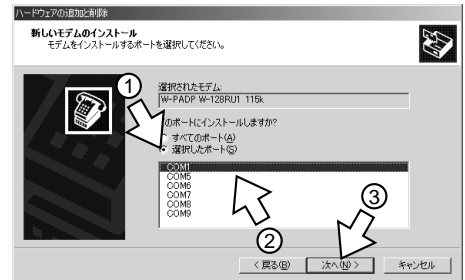 ハードウェアの追加と削除
新しいモデムのインストール
モデムをインストールするポートを選択してください。
①
選択されたモデム:
W-PADP W-128RU1 115k
のポートにインストールしますか?
すべてのポート(A)
選択したポート(S)
COM1
COM5
COM6
COM7
COM8
COM9
②
③
< 戻る(B)
次へ(N) >
キャンセル